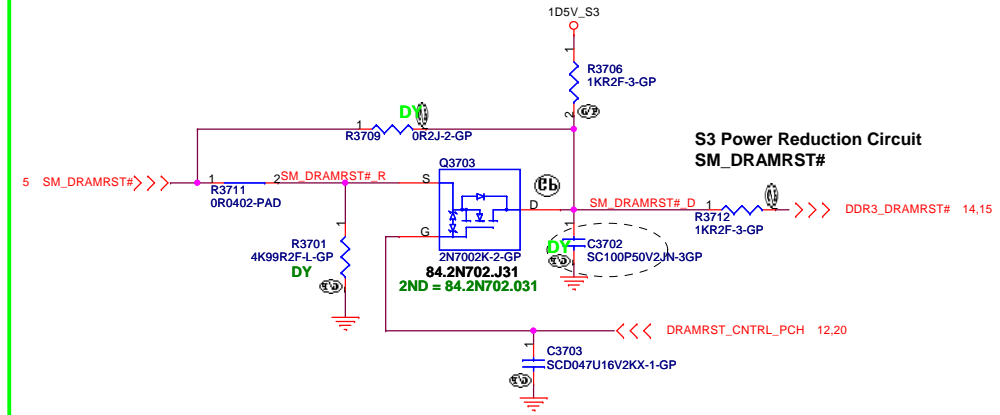 1D5V_S3
1
R3706
1KR2F-3-GP
2
DY
1
R3709
0R2J-2-GP
S3 Power Reduction Circuit
SM_DRAMRST#
Q3703
5 SM_DRAMRST#
1
2
SM_DRAMRST#_R
S
D
SM_DRAMRST#_D
1
DDR3_DRAMRST# 14,15
R3711
0R0402-PAD
R3712
1KR2F-3-GP
1
R3701
4K99R2F-L-GP
DY
G
2N7002K-2-GP
84.2N702.J31
2ND = 84.2N702.031
1
DY
C3702
SC100P50V2JN-3GP
DRAMRST_CNTRL_PCH 12,20
1
C3703
SCD047U16V2KX-1-GP